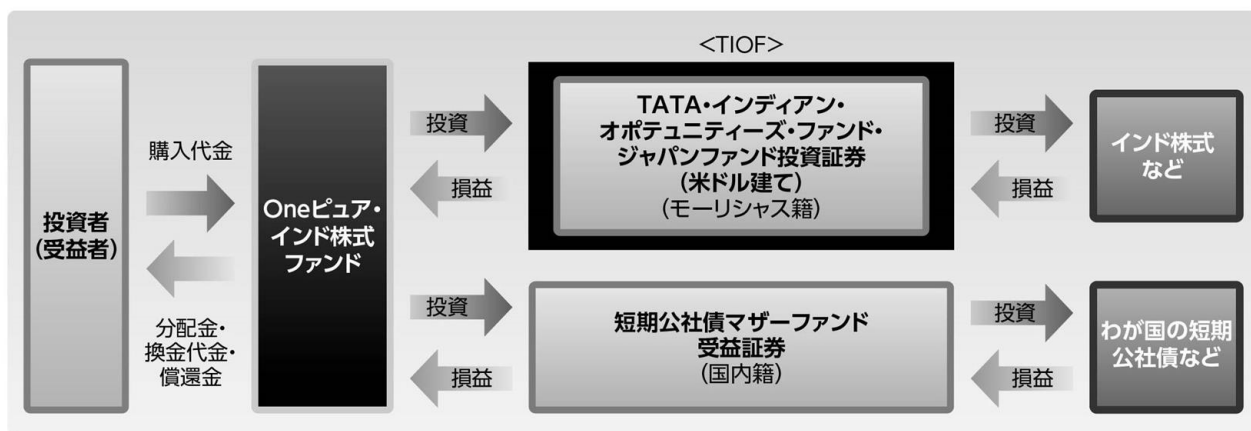 <TIOF>
投資者
(受益者)
購入代金
分配金・
換金代金・
償還金
Oneピュア・
インド株式
ファンド
投資
損益
TATA・インディアン・
オポテュニティーズ・ファンド・
ジャパンファンド投資証券
(米ドル建て)
(モーリシャス籍)
投資
損益
インド株式
など
投資
損益
短期公社債マザーファンド
受益証券
(国内籍)
投資
損益
わが国の短期
公社債など